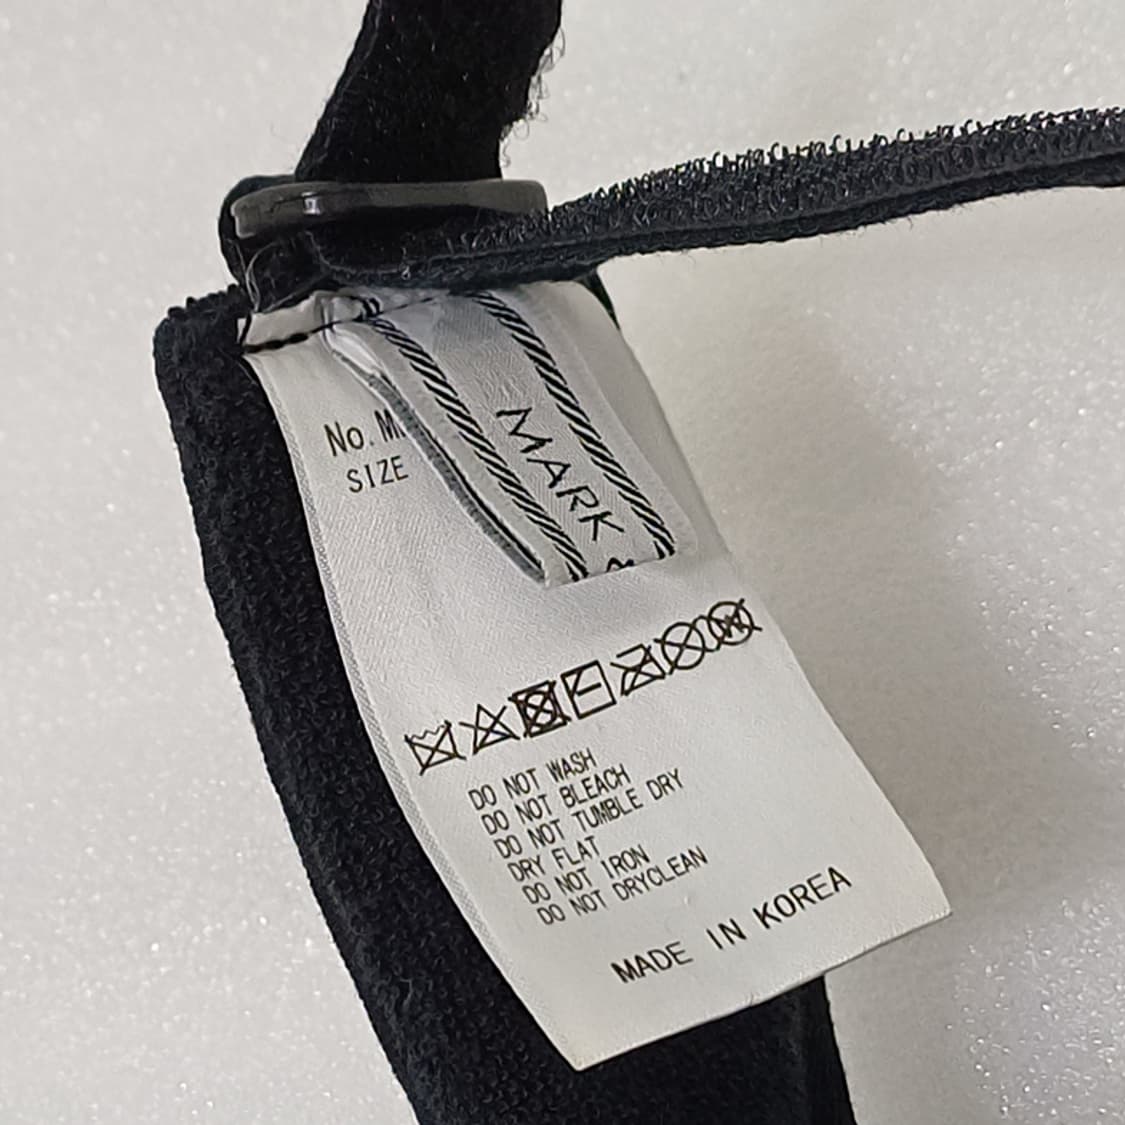 No. M
SIZE
MARK &
DO NOT WASH
DO NOT BLEACH
DO NOT TUMBLE DRY
DRY FLAT
DO NOT IRON
DO NOT DRYCLEAN
MADE IN KOREA